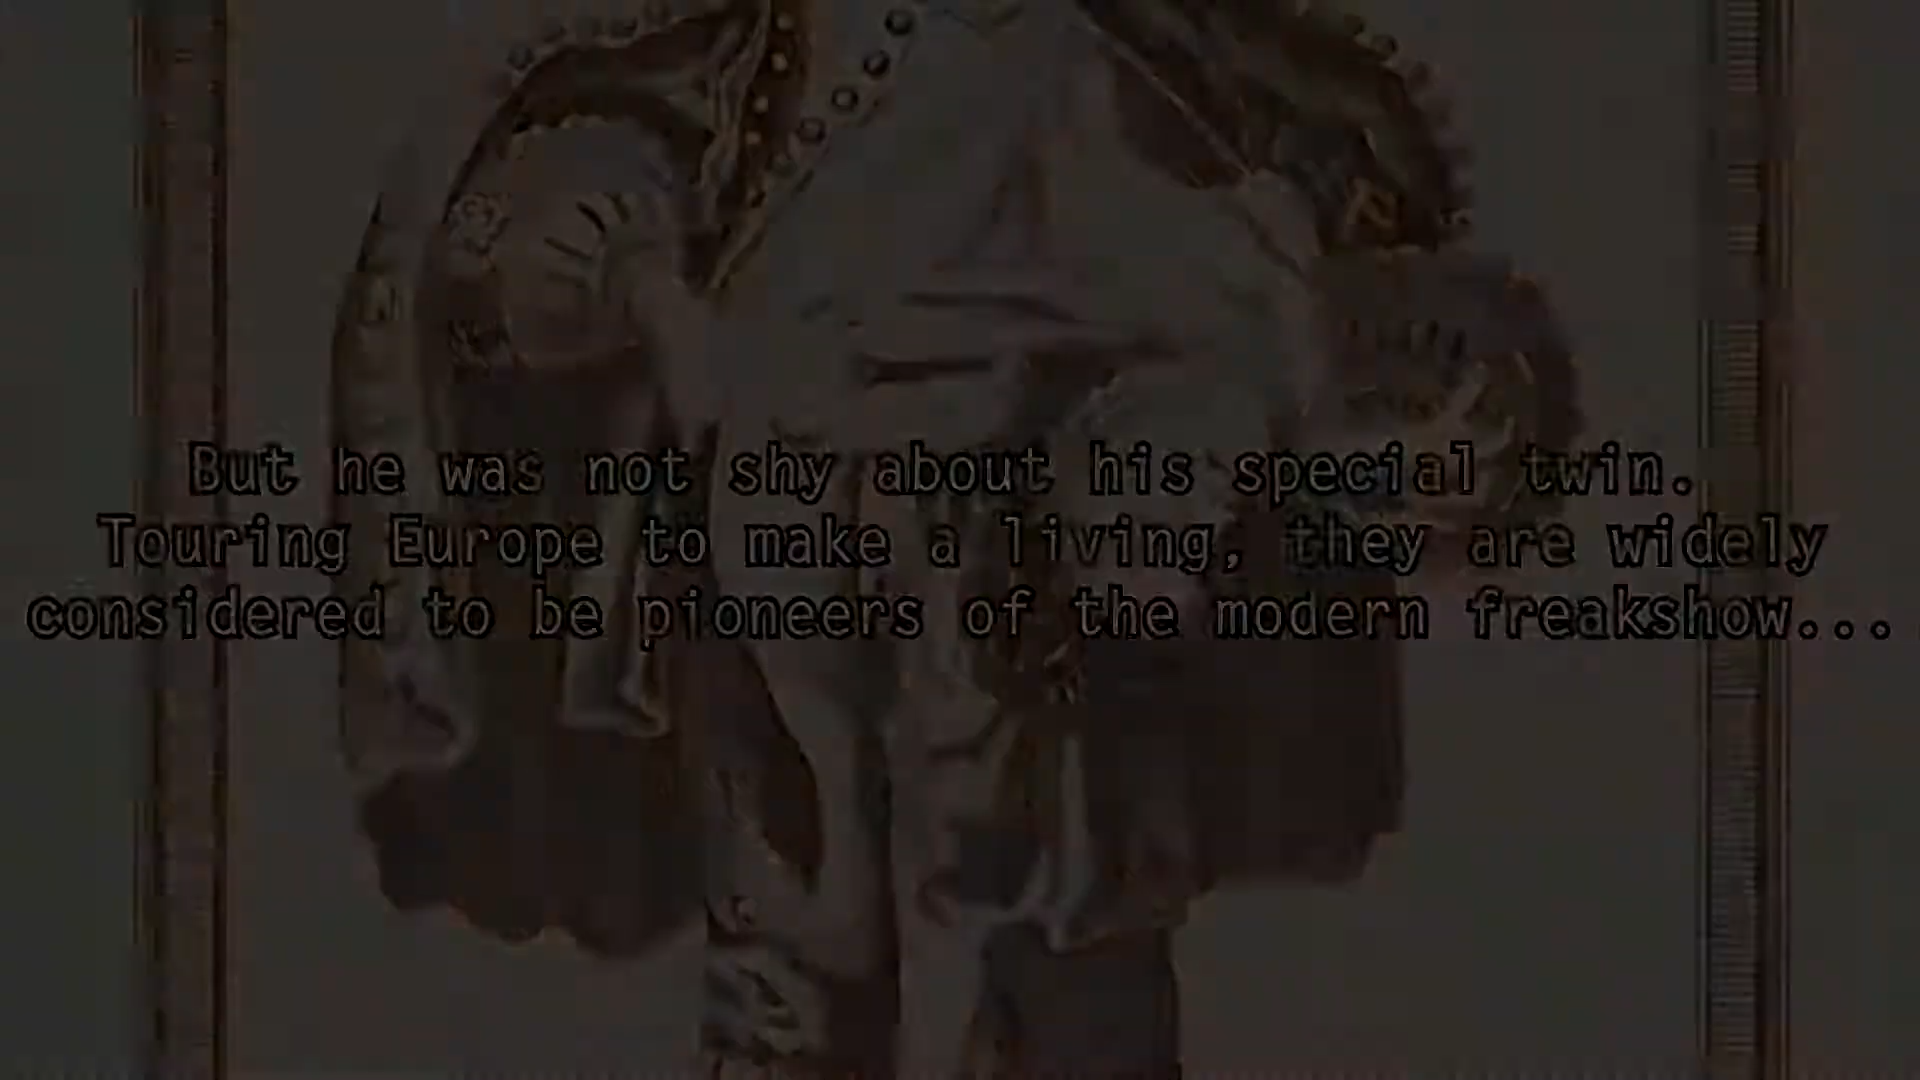 But he was not shy about his special twin.
Touring Europe to make a living, they are widely
considered to be pioneers of the modern freakshow...